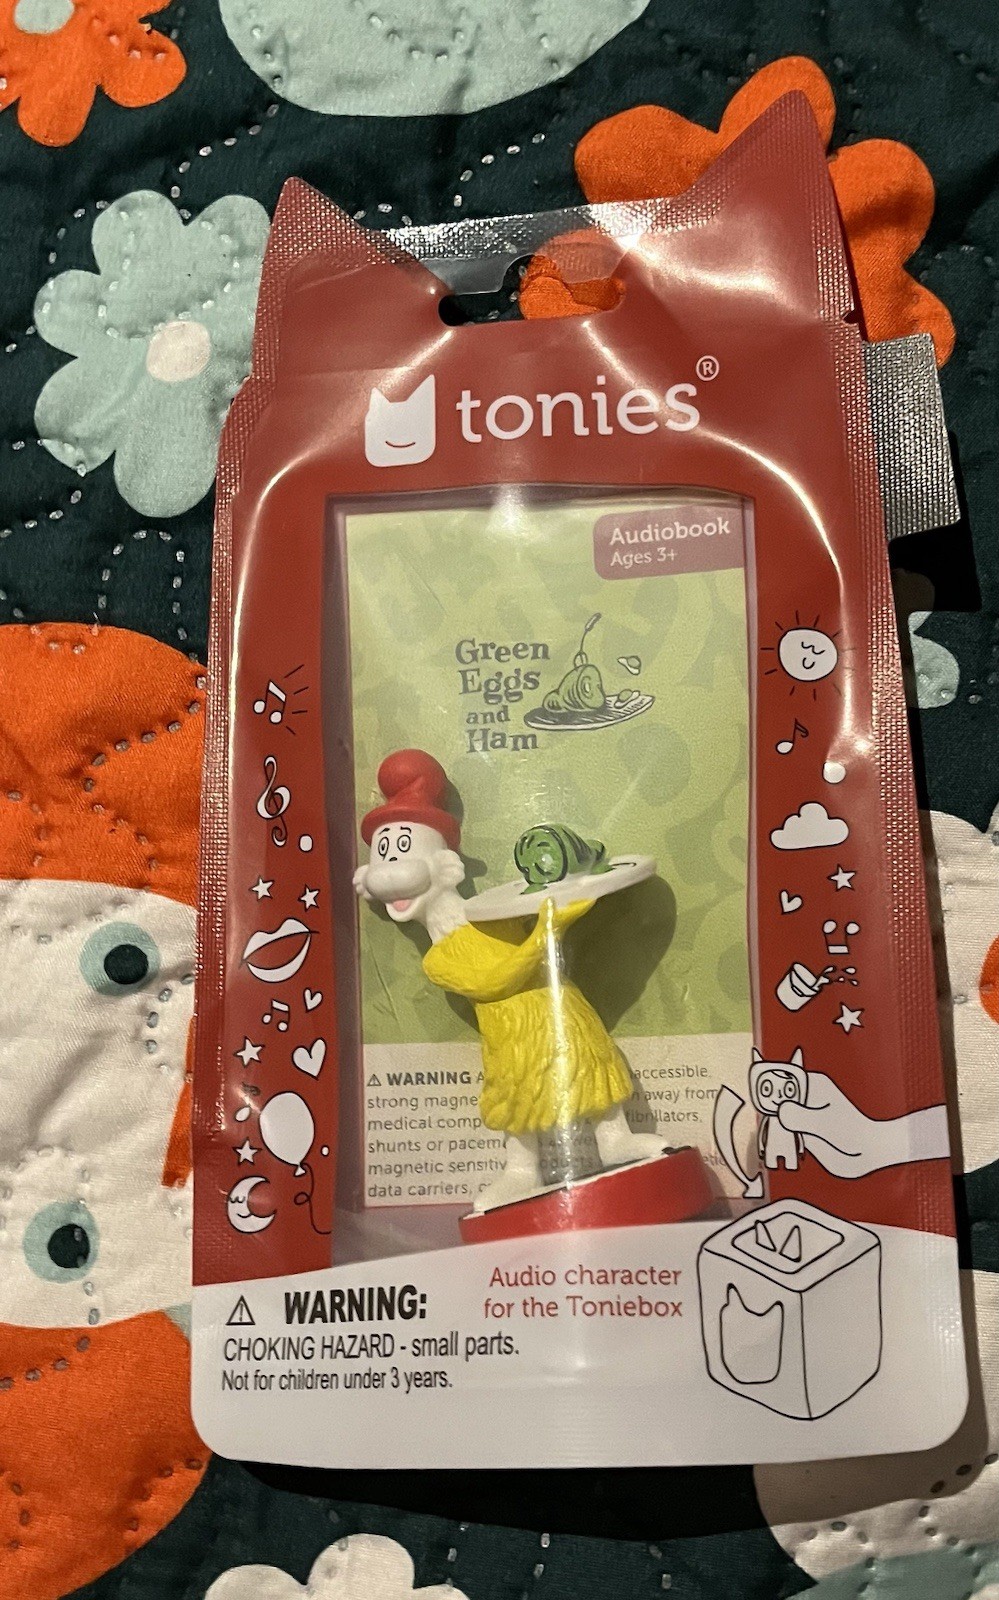 tonies®
Audiobook
Ages 3+
Green
Eggs
and
Ham
⚠ WARNING accessible,
strong away from
medical
shunts or
magnetic
data carriers,
Audio character
for the Toniebox
⚠ WARNING:
CHOKING HAZARD - small parts.
Not for children under 3 years.